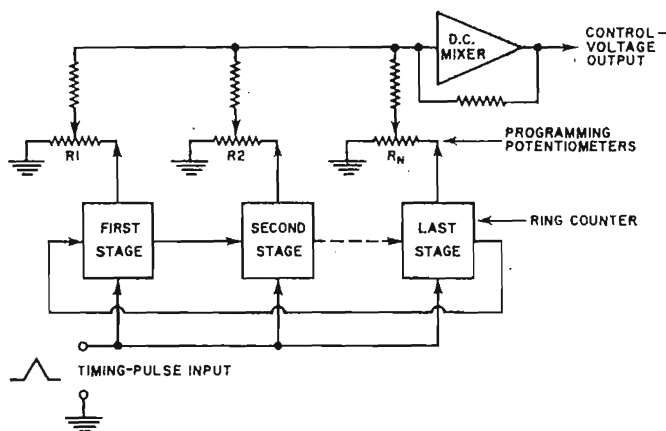 D.C.
MIXER
CONTROL-
VOLTAGE
OUTPUT
R1
R2
RN
PROGRAMMING
POTENTIOMETERS
FIRST
STAGE
SECOND
STAGE
LAST
STAGE
RING COUNTER
TIMING-PULSE INPUT